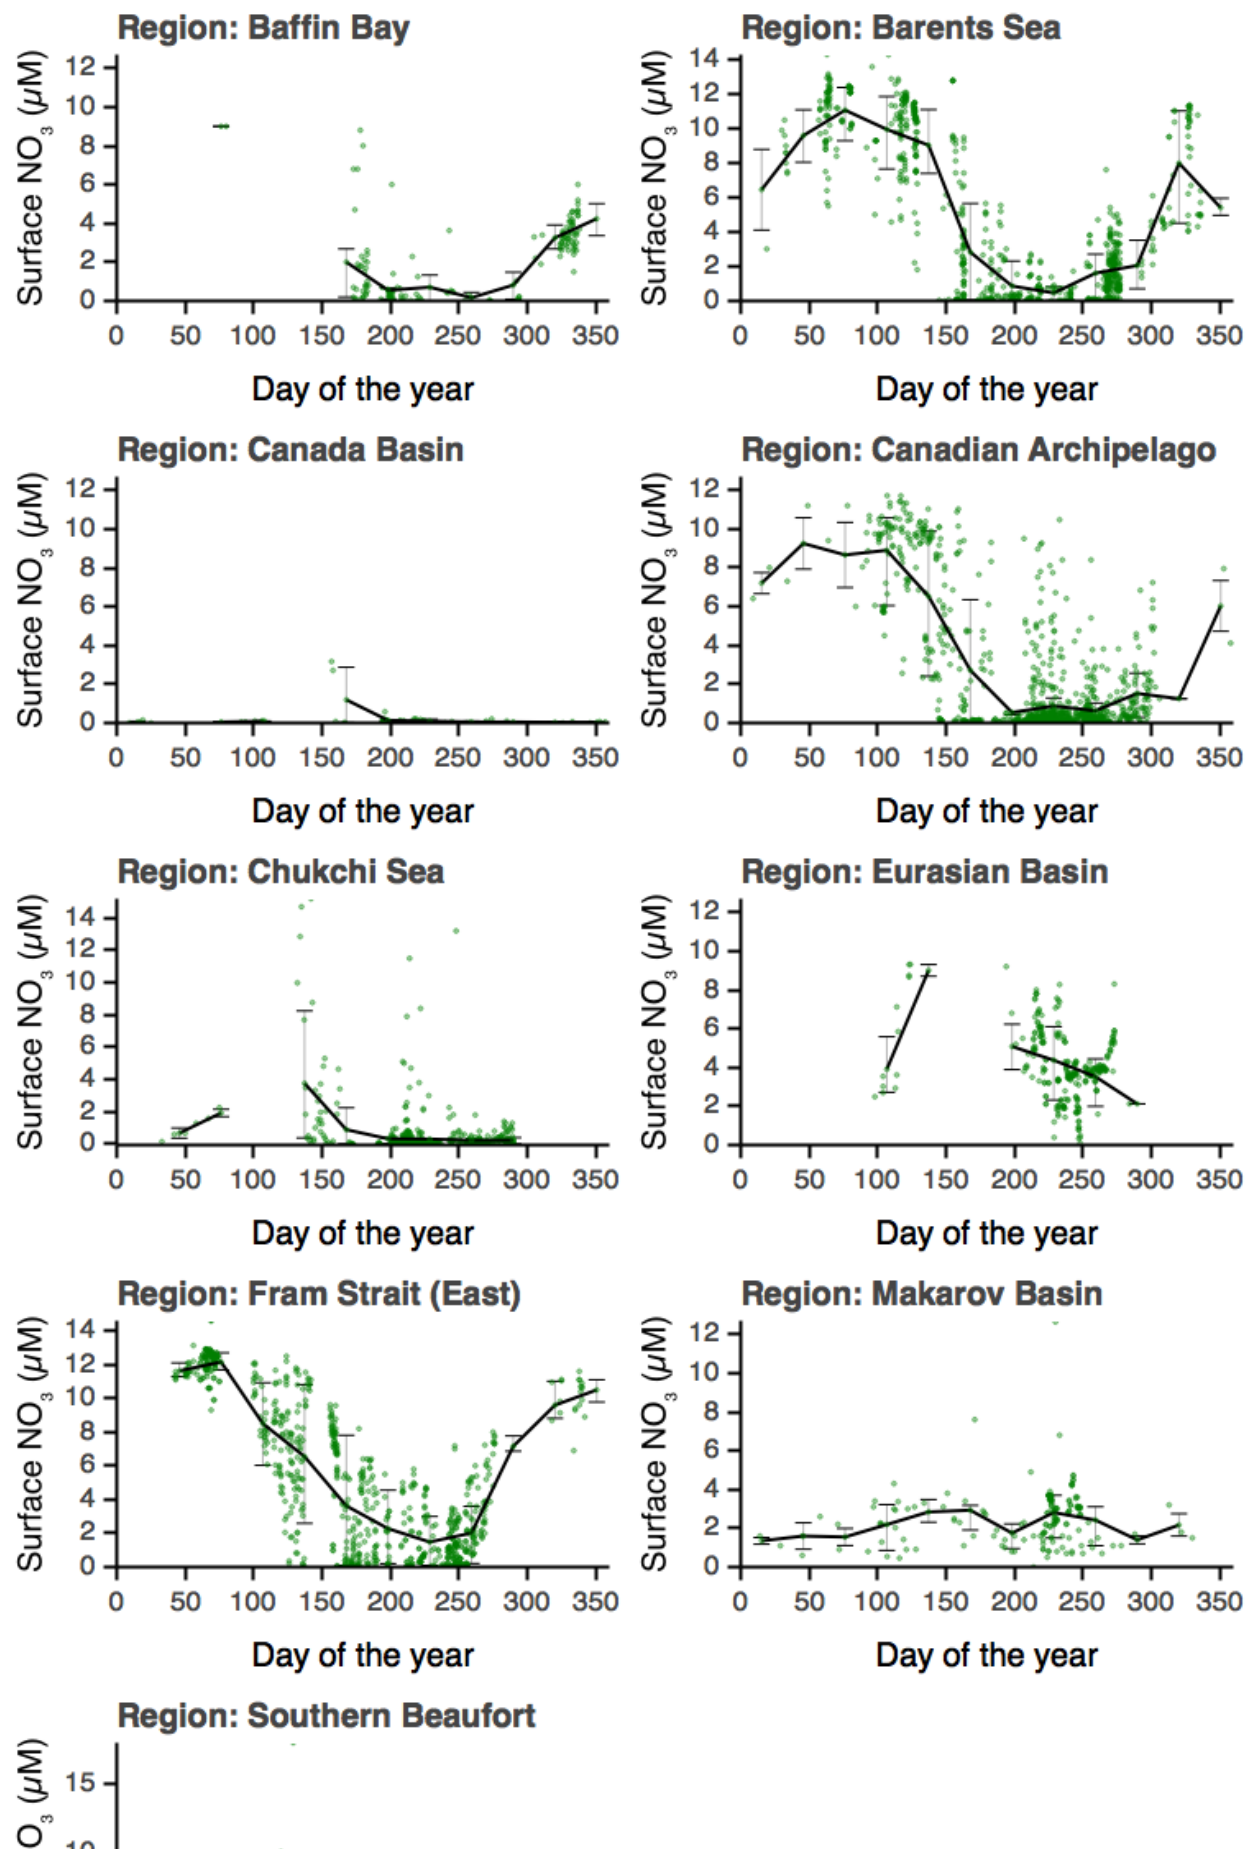 Region: Baffin Bay
Surface NO3 (µM)
12
10
8
6
4
2
0
0 50 100 150 200 250 300 350
Day of the year
Region: Barents Sea
Surface NO3 (µM)
14
12
10
8
6
4
2
0
0 50 100 150 200 250 300 350
Day of the year
Region: Canada Basin
Surface NO3 (µM)
12
10
8
6
4
2
0
0 50 100 150 200 250 300 350
Day of the year
Region: Canadian Archipelago
Surface NO3 (µM)
12
10
8
6
4
2
0
0 50 100 150 200 250 300 350
Day of the year
Region: Chukchi Sea
Surface NO3 (µM)
14
12
10
8
6
4
2
0
0 50 100 150 200 250 300 350
Day of the year
Region: Eurasian Basin
Surface NO3 (µM)
12
10
8
6
4
2
0
0 50 100 150 200 250 300 350
Day of the year
Region: Fram Strait (East)
Surface NO3 (µM)
14
12
10
8
6
4
2
0
0 50 100 150 200 250 300 350
Day of the year
Region: Makarov Basin
Surface NO3 (µM)
12
10
8
6
4
2
0
0 50 100 150 200 250 300 350
Day of the year
Region: Southern Beaufort
O3 (µM)
15
10